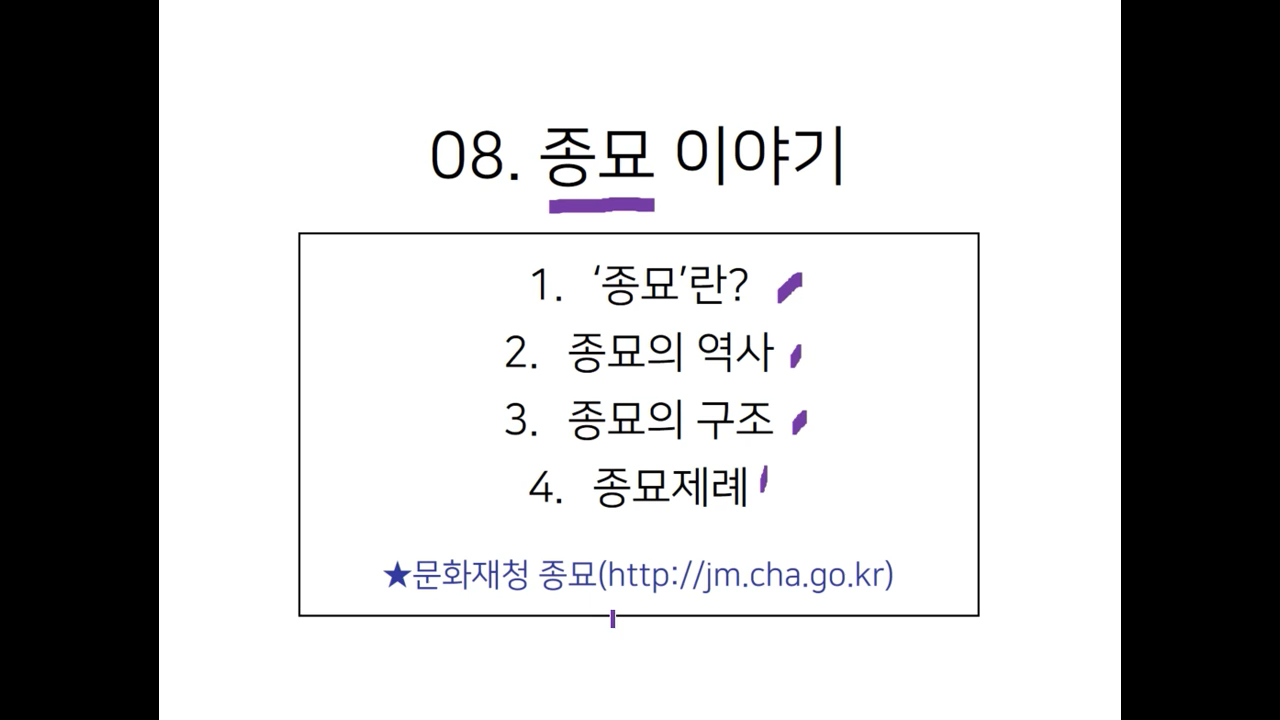 08. 종묘 이야기
1. ‘종묘’란?
2. 종묘의 역사
3. 종묘의 구조
4. 종묘제례
★문화재청 종묘(http://jm.cha.go.kr)